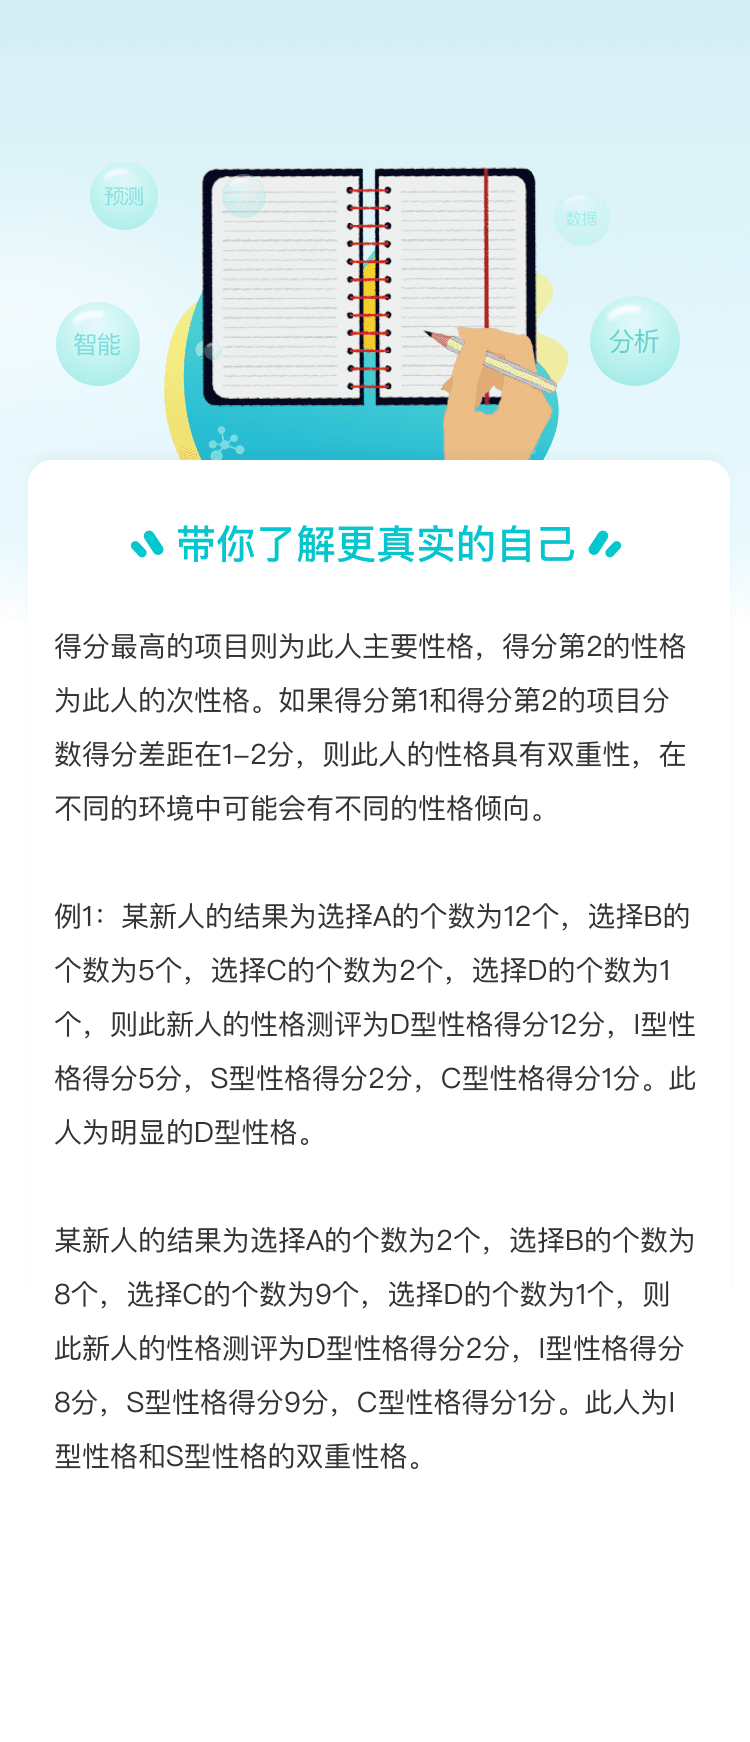 预测
数据
智能
分析
带你了解更真实的自己
得分最高的项目则为此人主要性格，得分第2的性格
为此人的次性格。如果得分第1和得分第2的项目分
数得分差距在1-2分，则此人的性格具有双重性，在
不同的环境中可能会有不同的性格倾向。
例1：某新人的结果为选择A的个数为12个，选择B的
个数为5个，选择C的个数为2个，选择D的个数为1
个，则此新人的性格测评为D型性格得分12分，I型性
格得分5分，S型性格得分2分，C型性格得分1分。此
人为明显的D型性格。
某新人的结果为选择A的个数为2个，选择B的个数为
8个，选择C的个数为9个，选择D的个数为1个，则
此新人的性格测评为D型性格得分2分，I型性格得分
8分，S型性格得分9分，C型性格得分1分。此人为I
型性格和S型性格的双重性格。